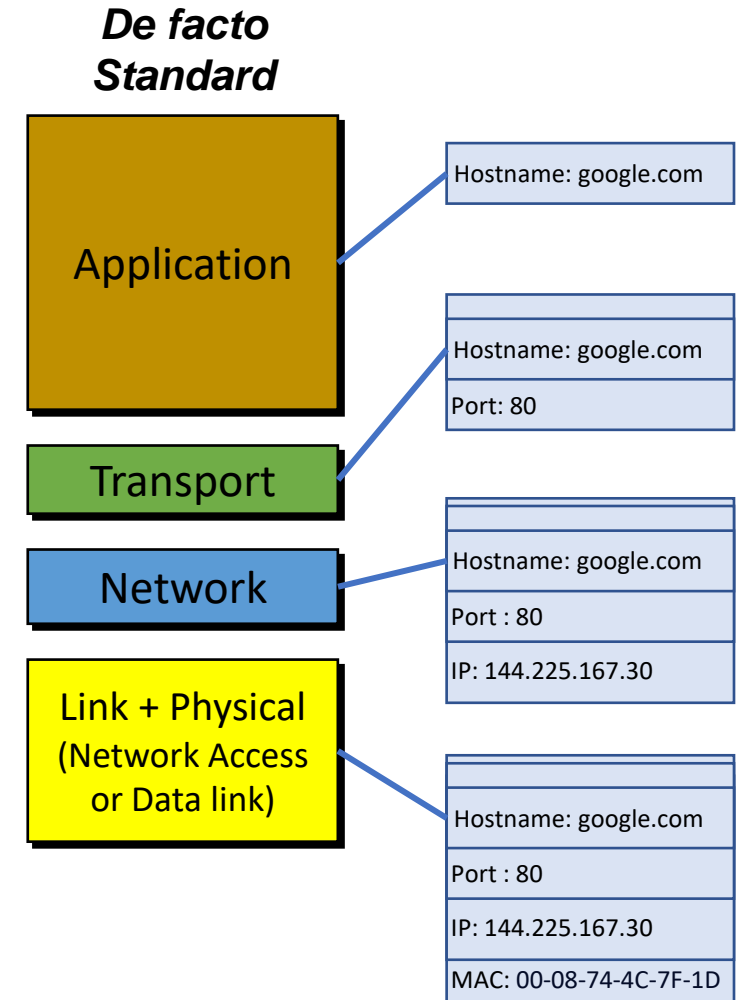 De facto
Standard
Application
Hostname: google.com
Transport
Hostname: google.com
Port: 80
Network
Hostname: google.com
Port : 80
IP: 144.225.167.30
Link + Physical
(Network Access
or Data link)
Hostname: google.com
Port : 80
IP: 144.225.167.30
MAC: 00-08-74-4C-7F-1D